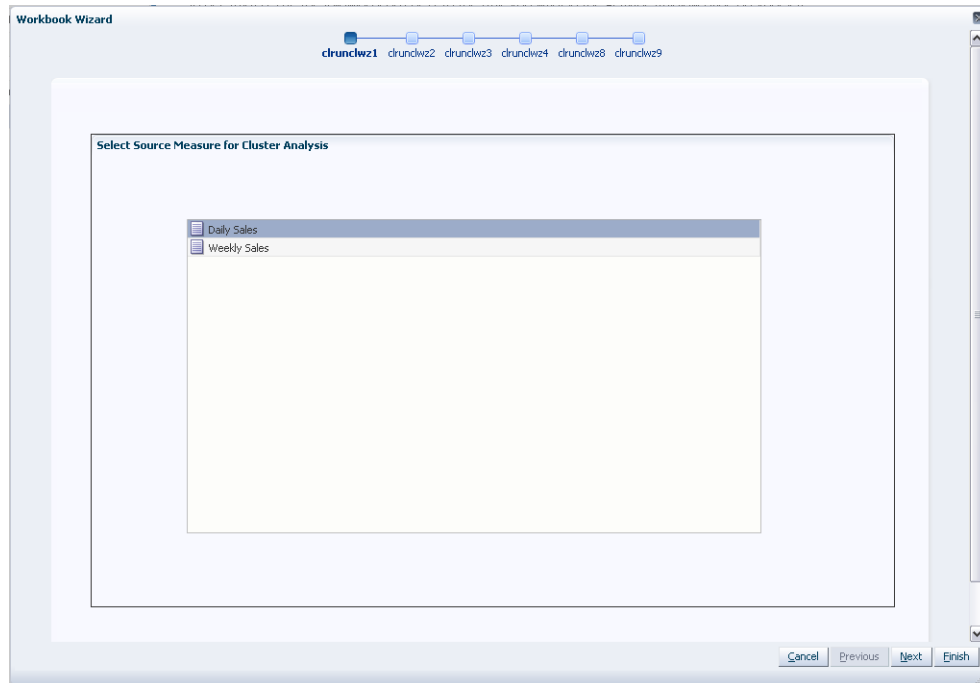 Workbook Wizard
clrunclwz1 clrunclwz2 clrunclwz3 clrunclwz4 clrunclwz8 clrunclwz9
Select Source Measure for Cluster Analysis
Daily Sales
Weekly Sales
Cancel Previous Next Finish